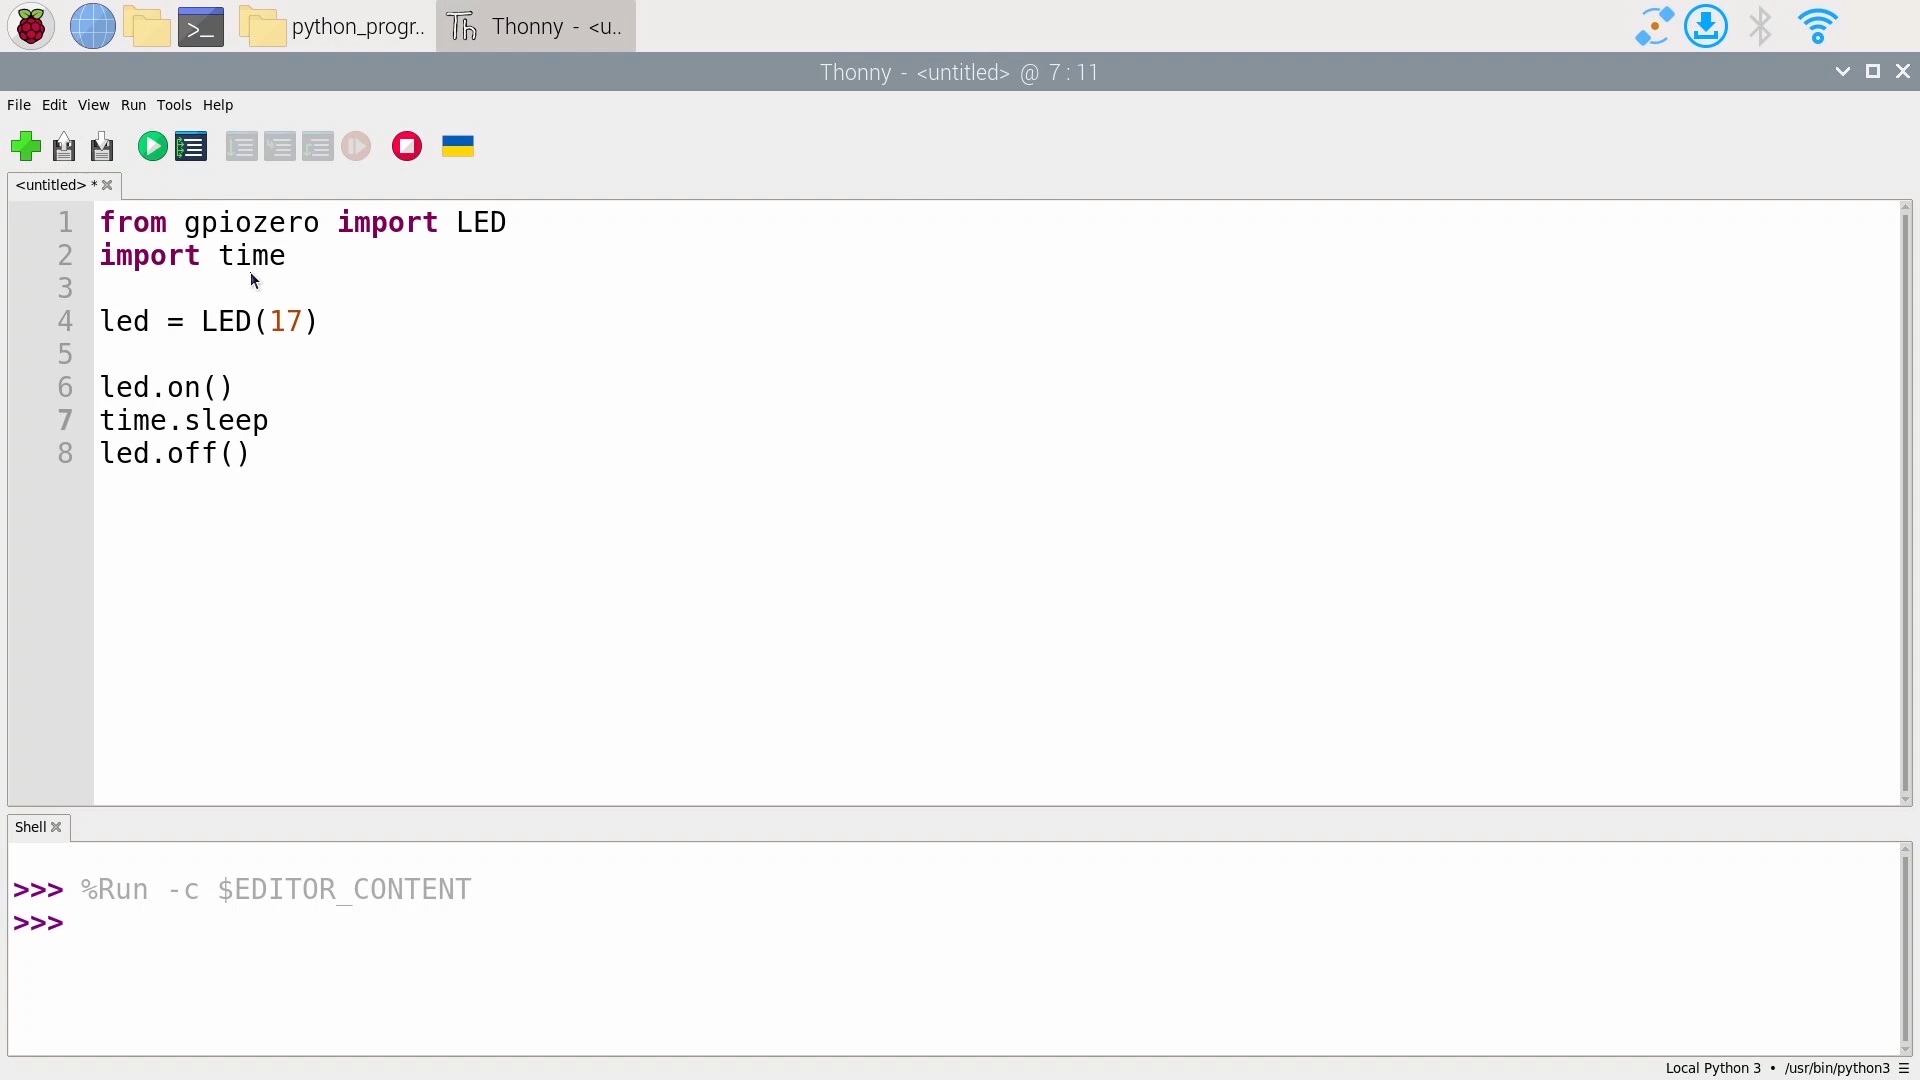 python_progr..
Thonny - <u..
Thonny - <untitled> @ 7 : 11
File Edit View Run Tools Help
<untitled> *
1 from gpiozero import LED
2 import time
3
4 led = LED(17)
5
6 led.on()
7 time.sleep
8 led.off()
Shell
>>> %Run -c $EDITOR_CONTENT
>>>
Local Python 3 • /usr/bin/python3 ☰